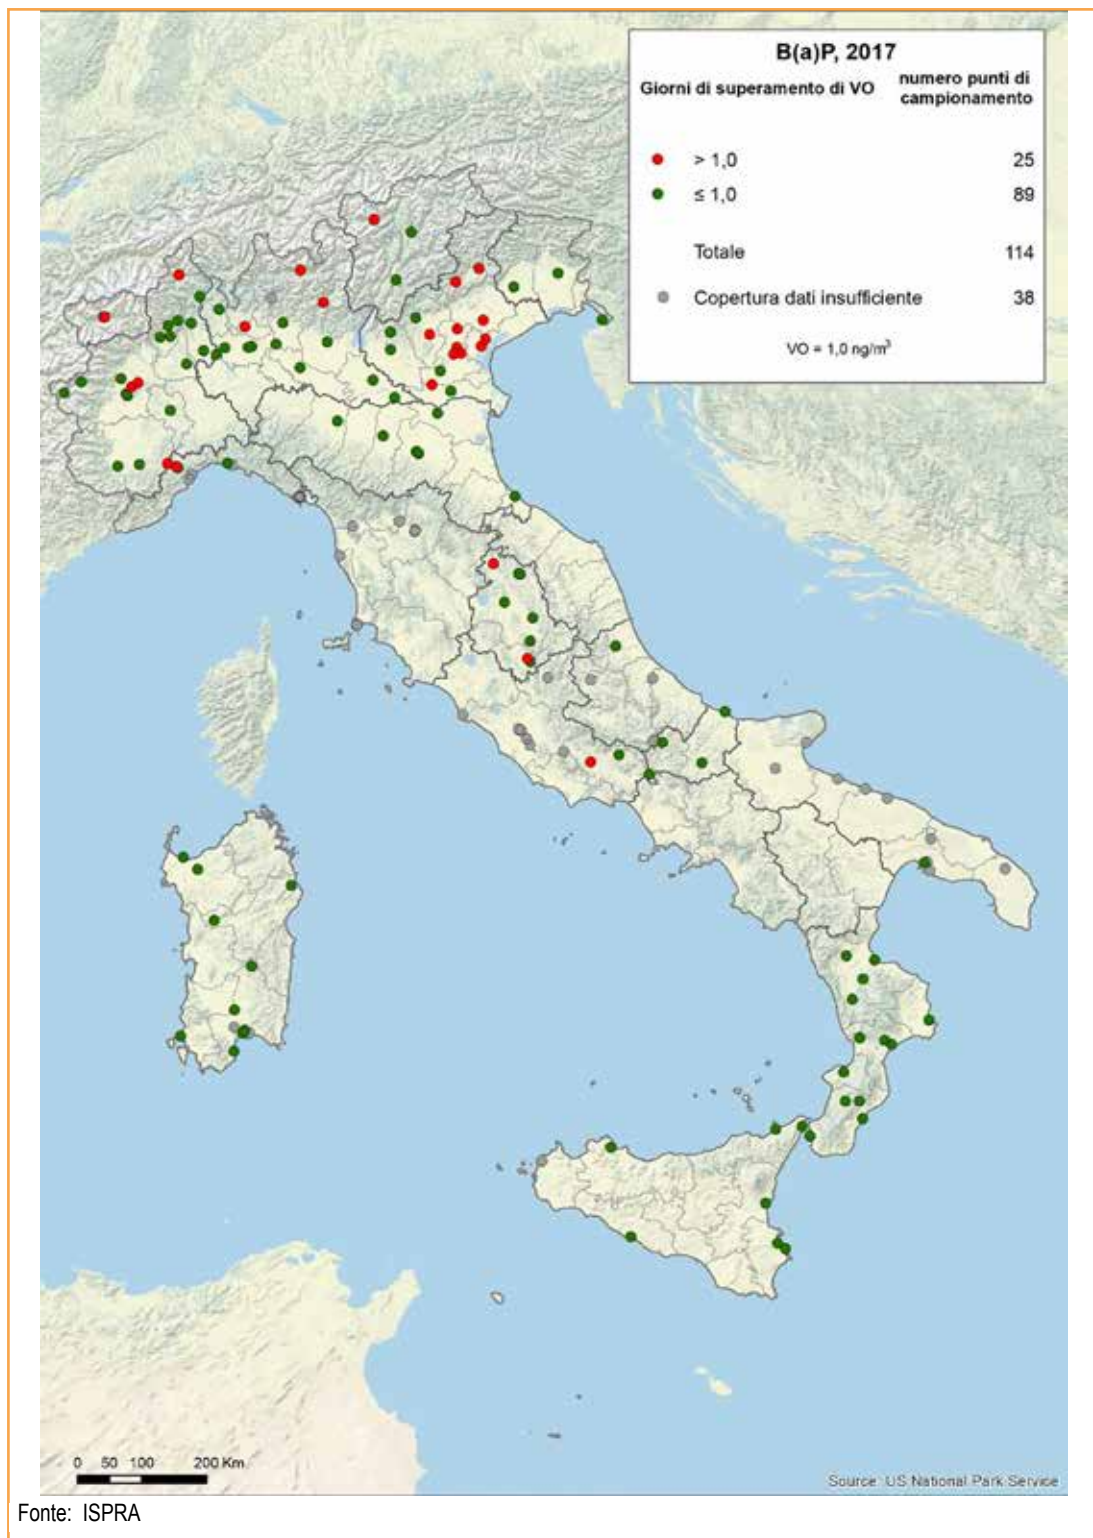 B(a)P, 2017
Giorni di superamento di VO
numero punti di
campionamento
> 1,0 25
≤ 1,0 89
Totale 114
Copertura dati insufficiente 38
VO = 1,0 ng/m³
0 50 100 200 Km
Source: US National Park Service
Fonte: ISPRA